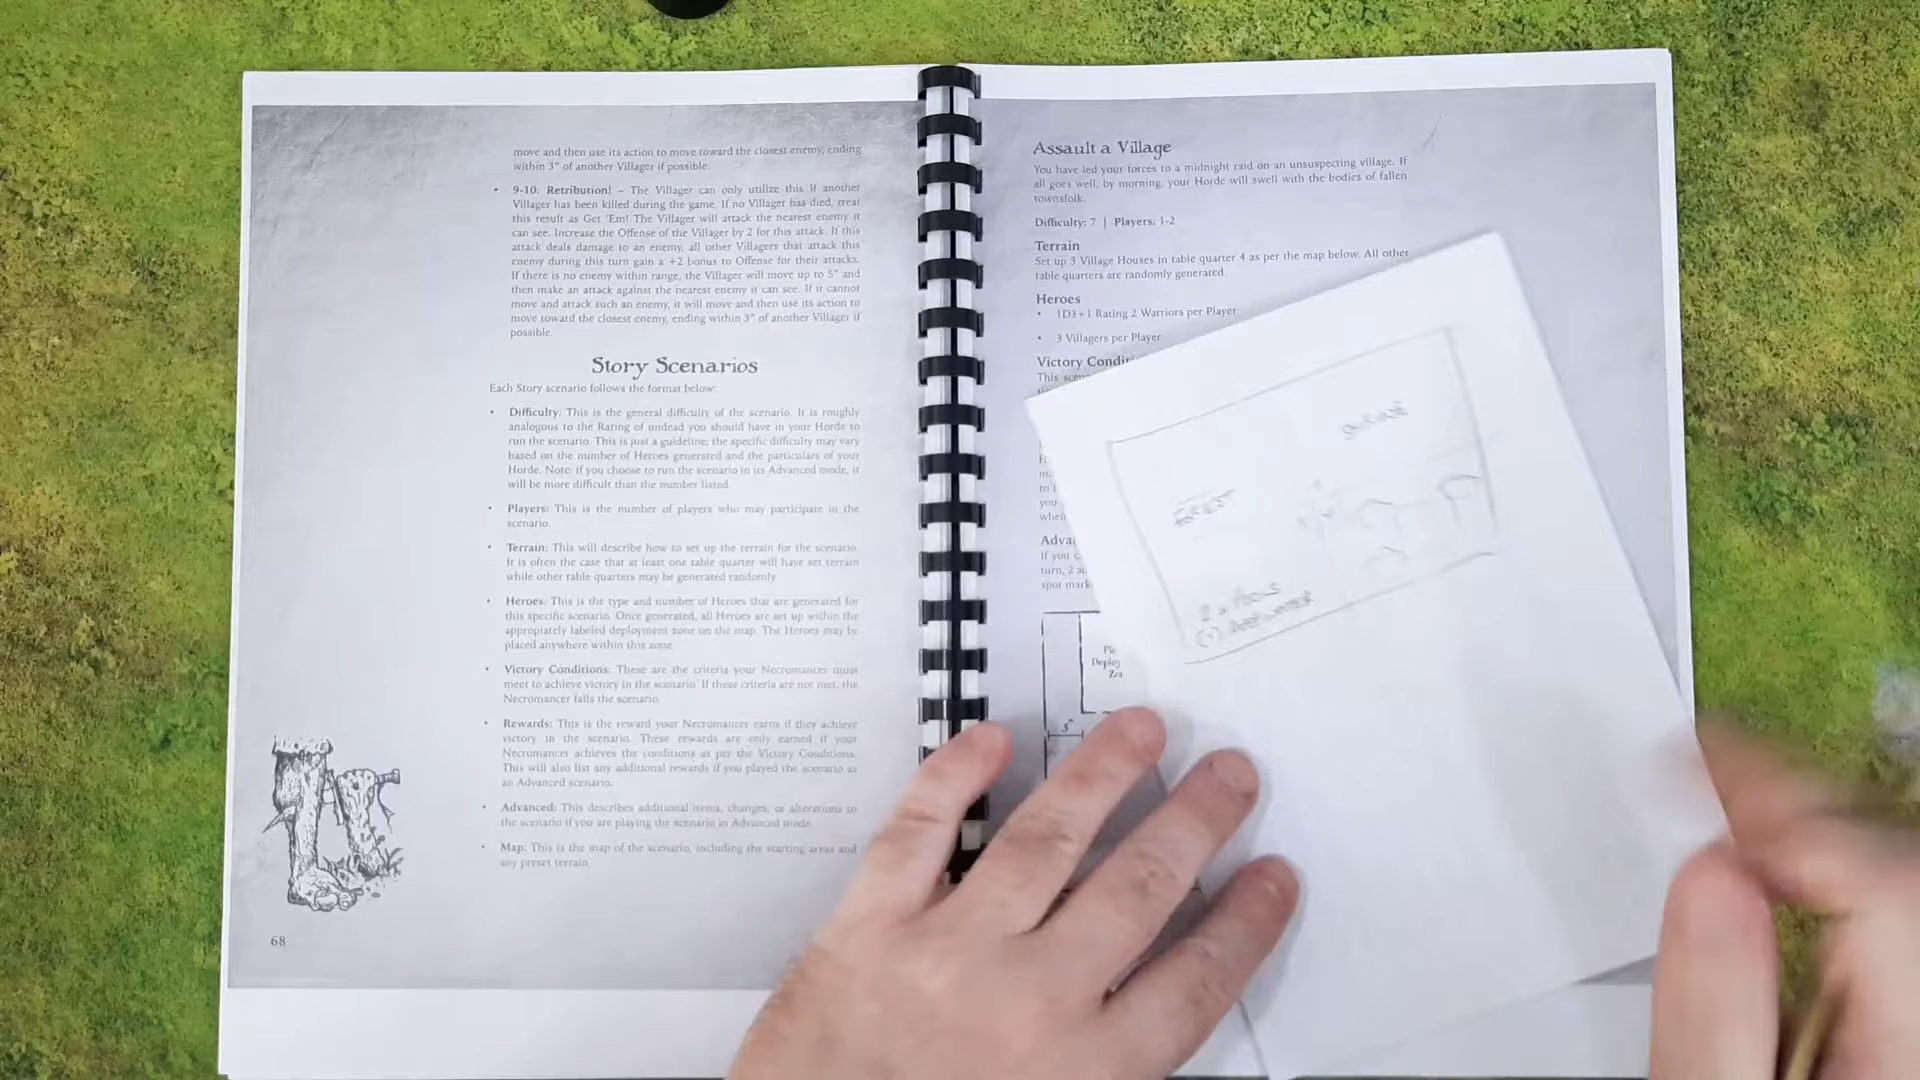 move and then use its action to move toward the closest enemy, ending
within 3" of another Villager if possible.
• 9-10. Retribution! – The Villager can only utilize this if another
Villager has been killed during the game. If no Villager has died, treat
this result as Get 'Em! The Villager will attack the nearest enemy it
can see. Increase the Offense of the Villager by 2 for this attack. If this
attack deals damage to an enemy, all other Villagers that attack this
enemy during this turn gain a +2 bonus to Offense for their attacks.
If there is no enemy within range, the Villager will move up to 5" and
then make an attack against the nearest enemy it can see. If it cannot
move and attack such an enemy, it will move and then use its action to
move toward the closest enemy, ending within 3" of another Villager if
possible.
Story Scenarios
Each Story scenario follows the format below:
• Difficulty: This is the general difficulty of the scenario. It is roughly
analogous to the Rating of undead you should have in your Horde to
run the scenario. This is just a guideline; the specific difficulty may vary
based on the number of Heroes generated and the particulars of your
Horde. Note: if you choose to run the scenario in its Advanced mode, it
will be more difficult than the number listed.
• Players: This is the number of players who may participate in the
scenario.
• Terrain: This will describe how to set up the terrain for the scenario.
It is often the case that at least one table quarter will have set terrain
while other table quarters may be generated randomly
• Heroes: This is the type and number of Heroes that are generated for
this specific scenario. Once generated, all Heroes are set up within the
appropiately labeled deployment zone on the map. The Heroes may be
placed anywhere within this zone.
• Victory Conditions: These are the criteria your Necromancer must
meet to achieve victory in the scenario. If these criteria are not met, the
Necromancer fails the scenario.
• Rewards: This is the reward your Necromancer earns if they achieve
victory in the scenario. These rewards are only earned if your
Necromancer achieves the conditions as per the Victory Conditions.
This will also list any additional rewards if you played the scenario as
an Advanced scenario.
• Advanced: This describes additional items, changes, or alterations to
the scenario if you are playing the scenario in Advanced mode.
• Map: This is the map of the scenario, including the starting areas and
any preset terrain.
68
Assault a Village
You have led your forces to a midnight raid on an unsuspecting village. If
all goes well, by morning, your Horde will swell with the bodies of fallen
townsfolk.
Difficulty: 7 | Players: 1-2
Terrain
Set up 3 Village Houses in table quarter 4 as per the map below. All other
table quarters are randomly generated.
Heroes
• 1D3+1 Rating 2 Warriors per Player
• 3 Villagers per Player
Victory Condi
This scen
to
you
when
Adva
If you c
turn, 2
spot mark
Deploy
3"
FOREST
2 x FOCUS